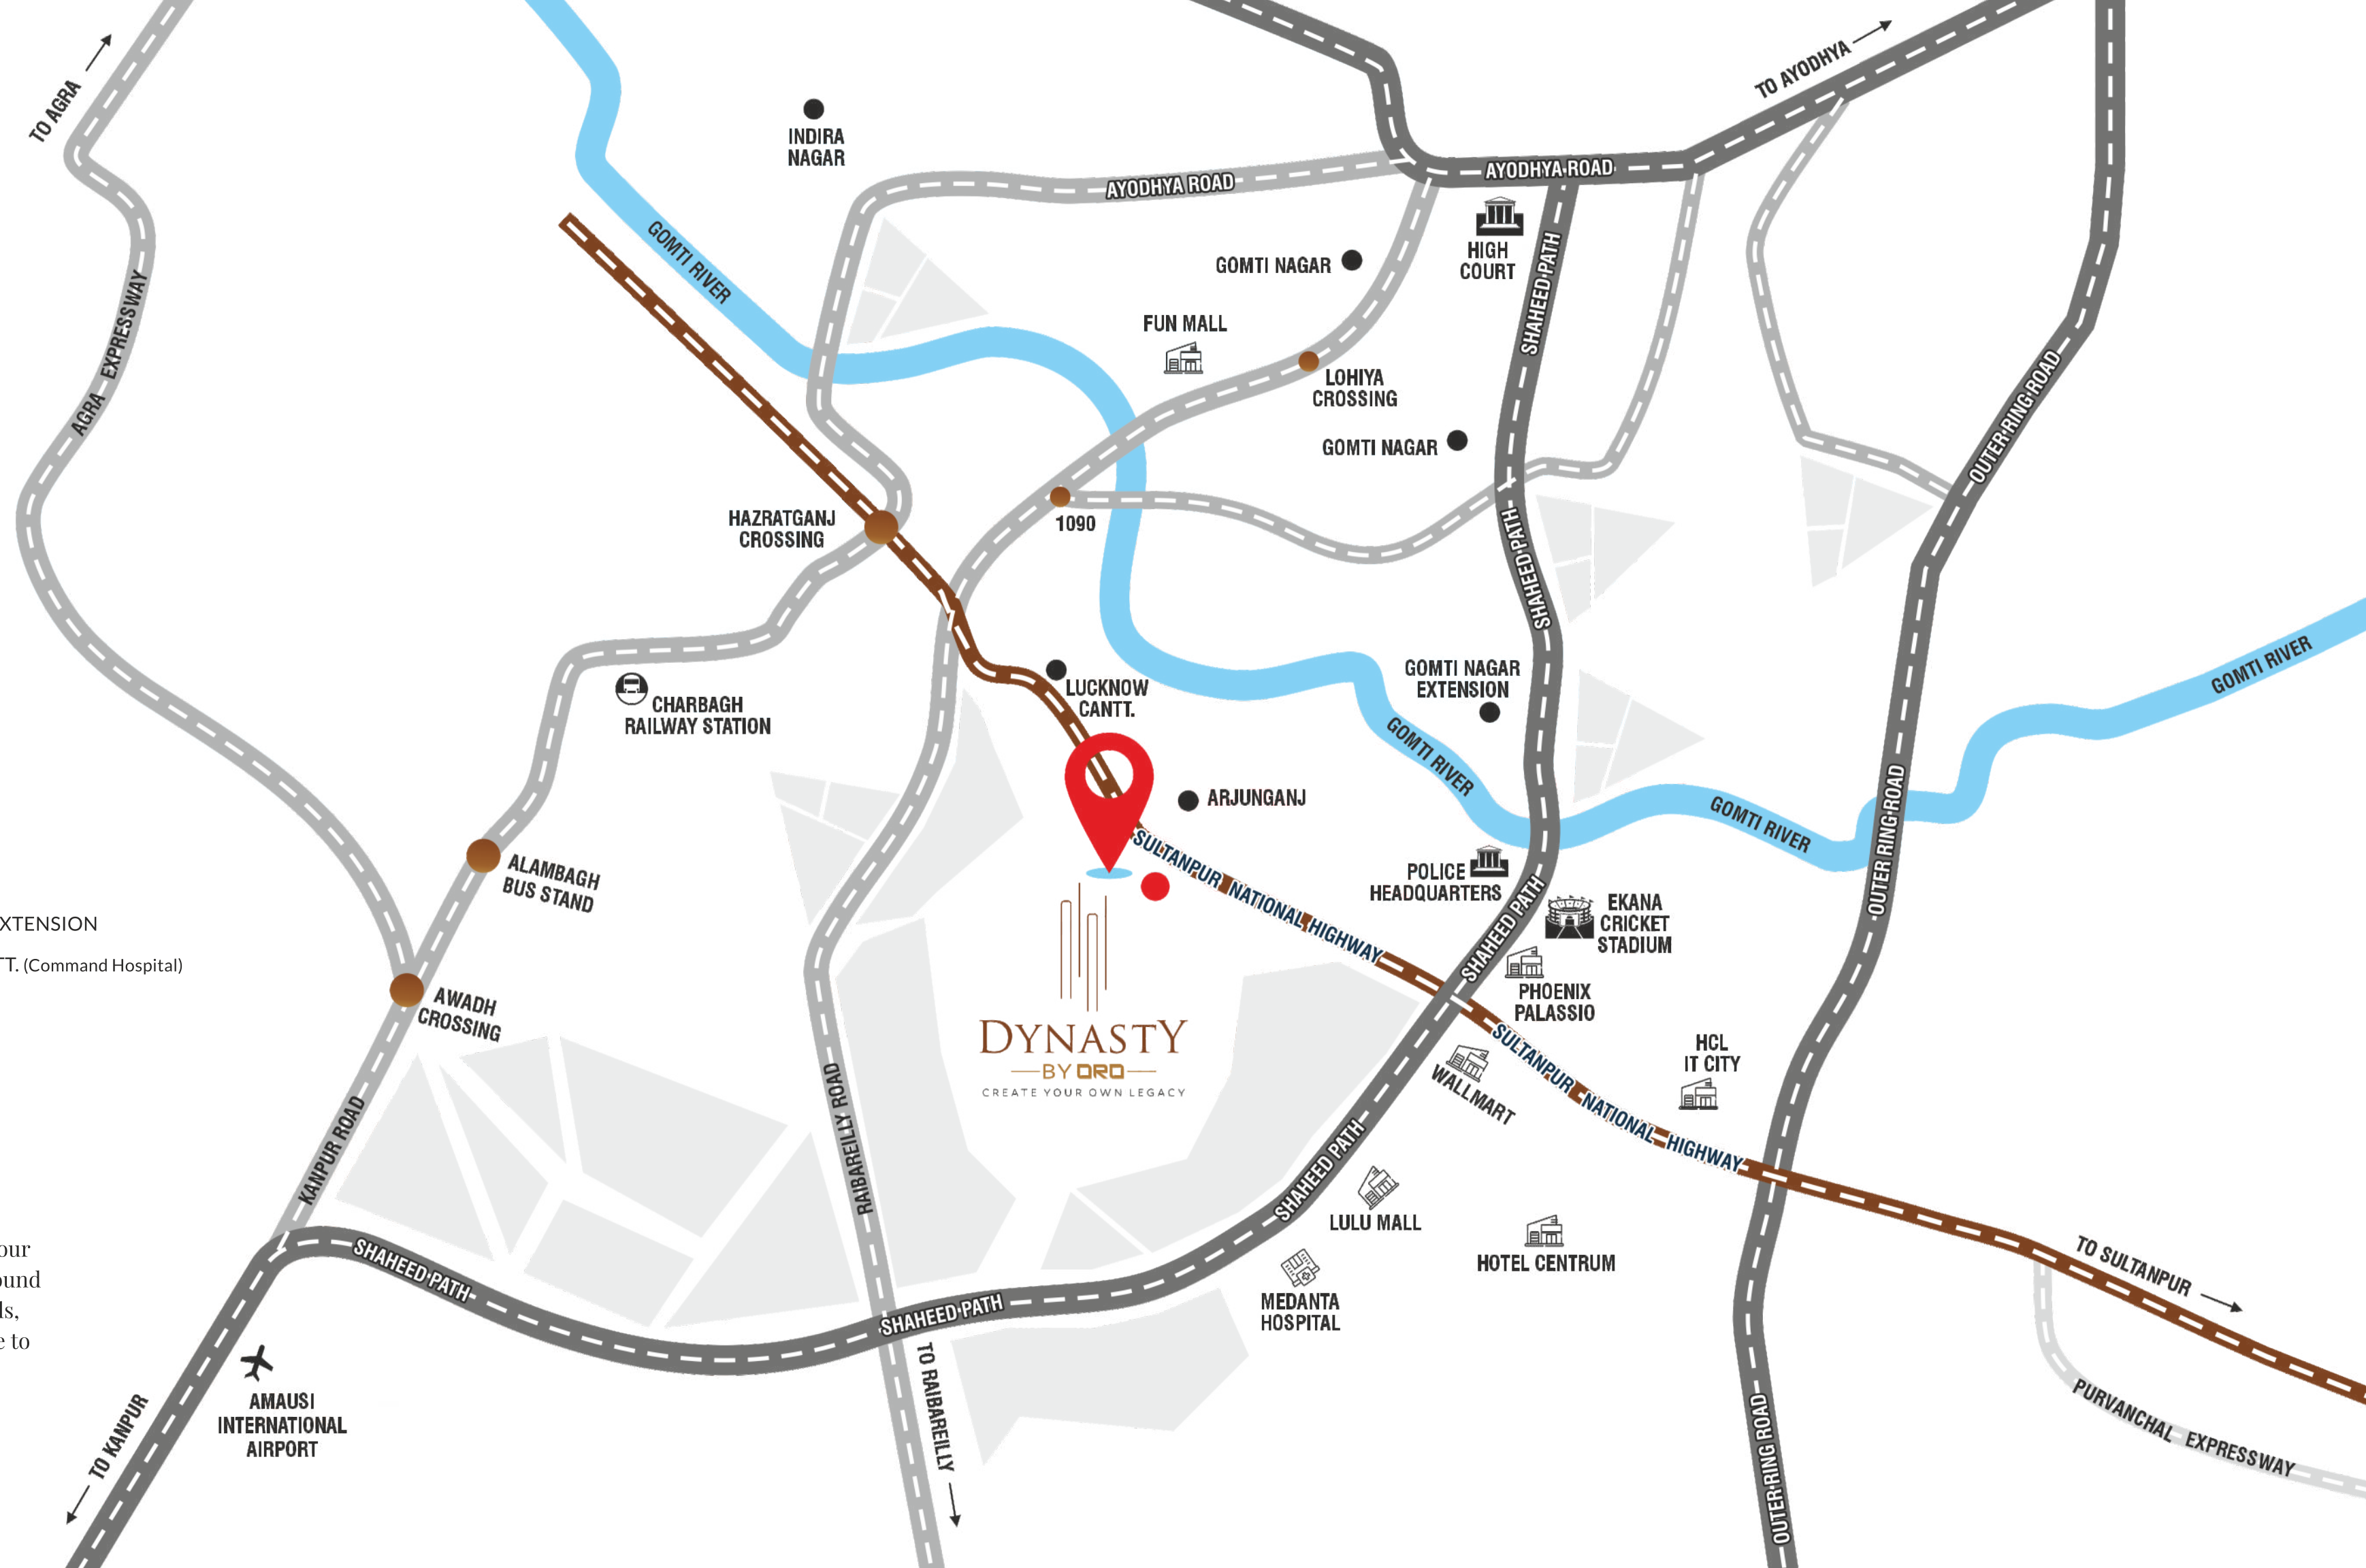 TO AGRA
TO AYODHYA
INDIRA
NAGAR
AYODHYA ROAD
AYODHYA ROAD
GOMTI RIVER
HIGH
COURT
GOMTI NAGAR
SHAHEED PATH
AGRA EXPRESSWAY
FUN MALL
LOHIYA
CROSSING
OUTER RING ROAD
GOMTI NAGAR
HAZRATGANJ
CROSSING
1090
SHAHEED PATH
GOMTI NAGAR
EXTENSION
GOMTI RIVER
LUCKNOW
CANTT.
CHARBAGH
RAILWAY STATION
GOMTI RIVER
ARJUNGANJ
GOMTI RIVER
OUTER RING ROAD
SULTANPUR NATIONAL HIGHWAY
ALAMBAGH
BUS STAND
POLICE
HEADQUARTERS
SHAHEED PATH
EKANA
CRICKET
STADIUM
XTENSION
TT. (Command Hospital)
AWADH
CROSSING
PHOENIX
PALASSIO
DYNASTY
BY ORO
CREATE YOUR OWN LEGACY
WALLMART
SULTANPUR NATIONAL HIGHWAY
HCL
IT CITY
KANPUR ROAD
RAIBAREILLY ROAD
SHAHEED PATH
LULU MALL
HOTEL CENTRUM
our
ound
ls,
e to
SHAHEED PATH
SHAHEED PATH
MEDANTA
HOSPITAL
TO SULTANPUR
AMAUSI
INTERNATIONAL
AIRPORT
TO KANPUR
TO RAIBAREILLY
OUTER RING ROAD
PURVANCHAL EXPRESSWAY